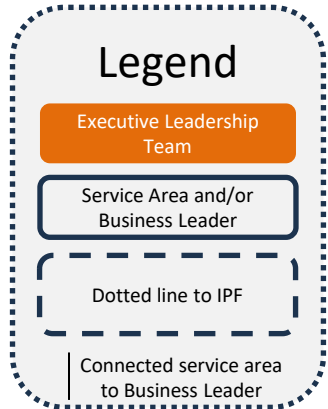 Legend
Executive Leadership
Team
Service Area and/or
Business Leader
Dotted line to IPF
Connected service area
to Business Leader